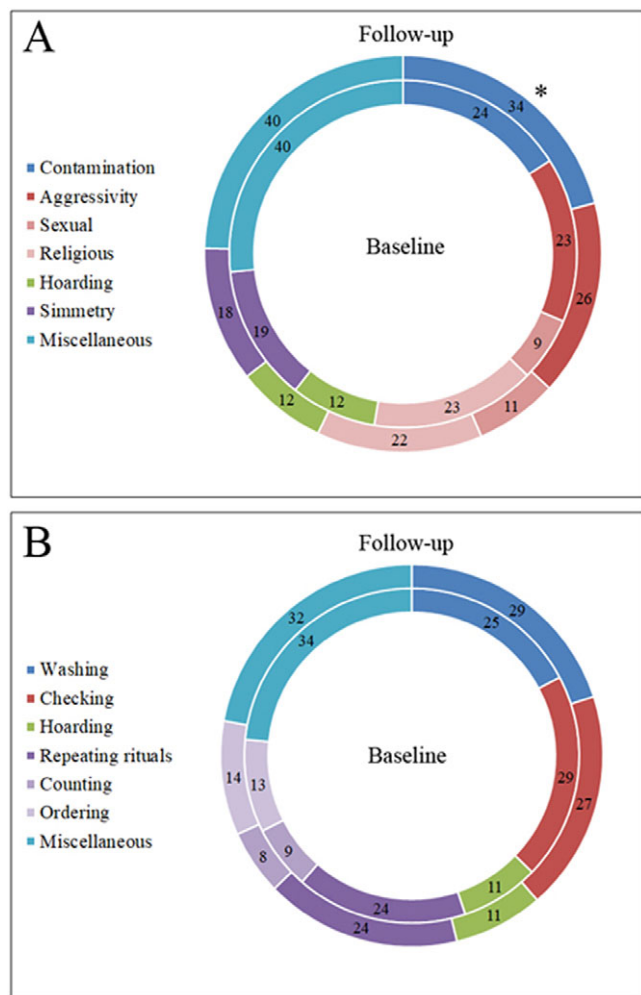 A
Follow-up
*
34
24
40
40
Contamination
Aggressivity
Sexual
Religious
Hoarding
Simmetry
Miscellaneous
Baseline
23
26
18
19
9
12
12
23
11
22
B
Follow-up
32
34
29
25
Washing
Checking
Hoarding
Repeating rituals
Counting
Ordering
Miscellaneous
Baseline
14
13
29
27
8
9
11
11
24
24